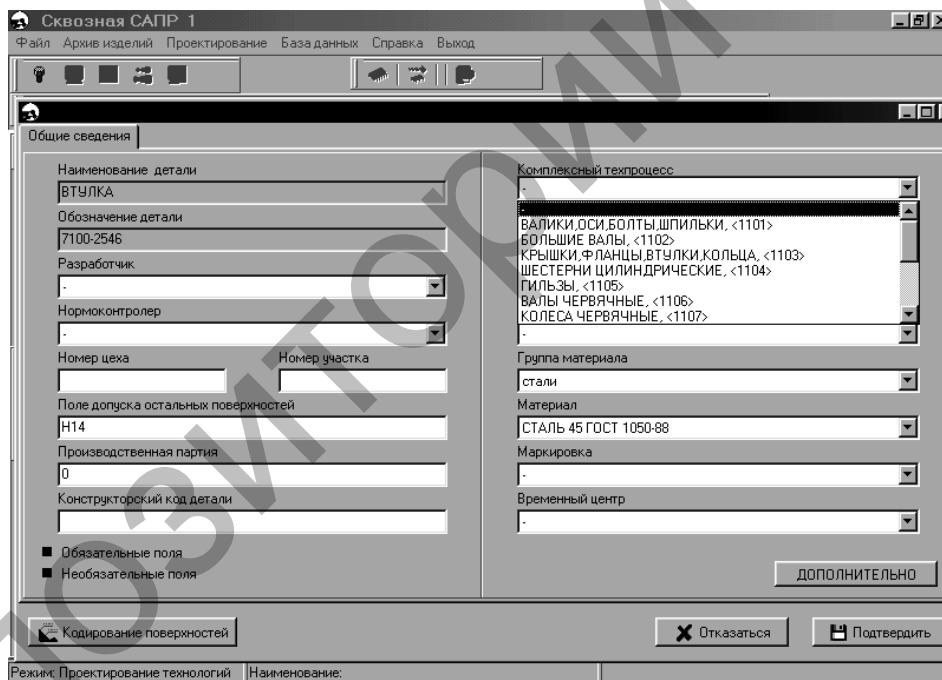 Сквозная САПР 1
Файл Архив изделий Проектирование База данных Справка Выход
Общие сведения
Наименование детали
ВТУЛКА
Обозначение детали
7100-2546
Разработчик
-
Нормоконтролер
-
Номер цеха Номер участка
Поле допуска остальных поверхностей
H14
Производственная партия
0
Конструкторский код детали
Обязательные поля
Необязательные поля
Комплексный техпроцесс
-
-
ВАЛИКИ,ОСИ,БОЛТЫ,ШПИЛЬКИ, <1101>
БОЛЬШИЕ ВАЛЫ, <1102>
КРЫШКИ,ФЛАНЦЫ,ВТУЛКИ,КОЛЬЦА, <1103>
ШЕСТЕРНИ ЦИЛИНДРИЧЕСКИЕ, <1104>
ГИЛЬЗЫ, <1105>
ВАЛЫ ЧЕРВЯЧНЫЕ, <1106>
КОЛЕСА ЧЕРВЯЧНЫЕ, <1107>
-
Группа материала
стали
Материал
СТАЛЬ 45 ГОСТ 1050-88
Маркировка
-
Временный центр
-
ДОПОЛНИТЕЛЬНО
Кодирование поверхностей
Отказаться
Подтвердить
Режим: Проектирование технологий Наименование:
позитории